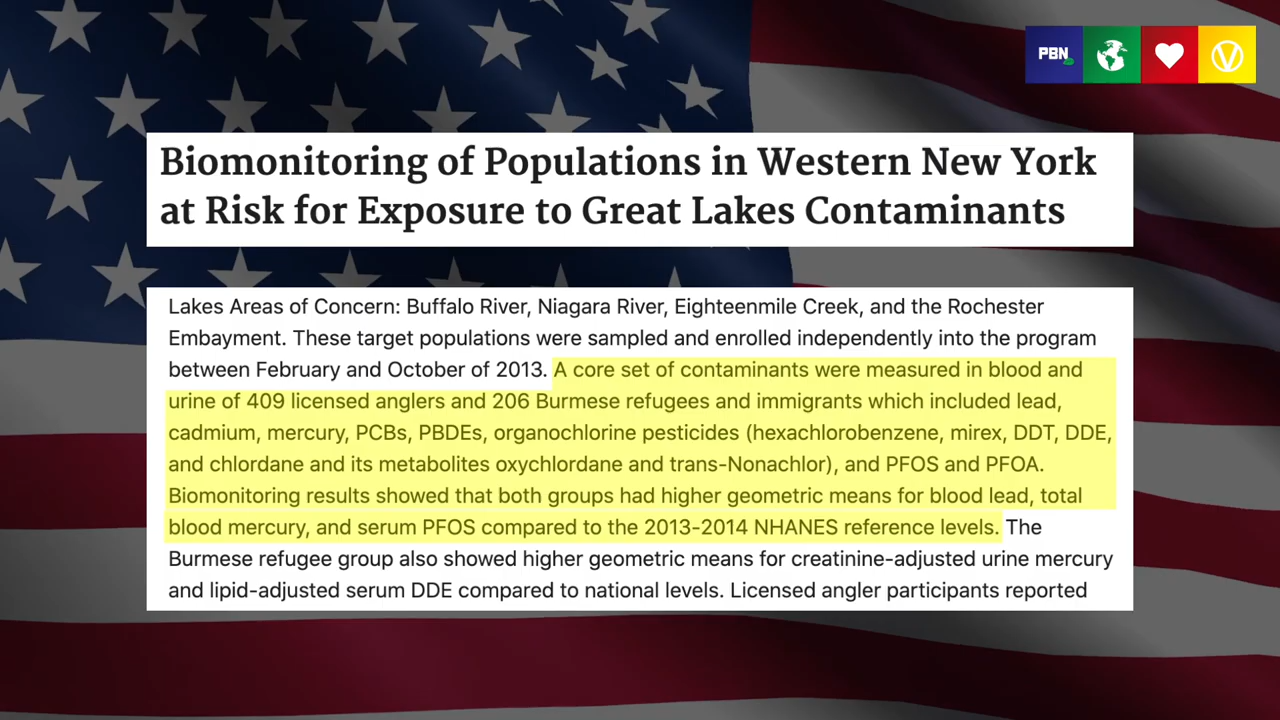 PBN
V
Biomonitoring of Populations in Western New York
at Risk for Exposure to Great Lakes Contaminants
Lakes Areas of Concern: Buffalo River, Niagara River, Eighteenmile Creek, and the Rochester
Embayment. These target populations were sampled and enrolled independently into the program
between February and October of 2013. A core set of contaminants were measured in blood and
urine of 409 licensed anglers and 206 Burmese refugees and immigrants which included lead,
cadmium, mercury, PCBs, PBDEs, organochlorine pesticides (hexachlorobenzene, mirex, DDT, DDE,
and chlordane and its metabolites oxychlordane and trans-Nonachlor), and PFOS and PFOA.
Biomonitoring results showed that both groups had higher geometric means for blood lead, total
blood mercury, and serum PFOS compared to the 2013-2014 NHANES reference levels. The
Burmese refugee group also showed higher geometric means for creatinine-adjusted urine mercury
and lipid-adjusted serum DDE compared to national levels. Licensed angler participants reported